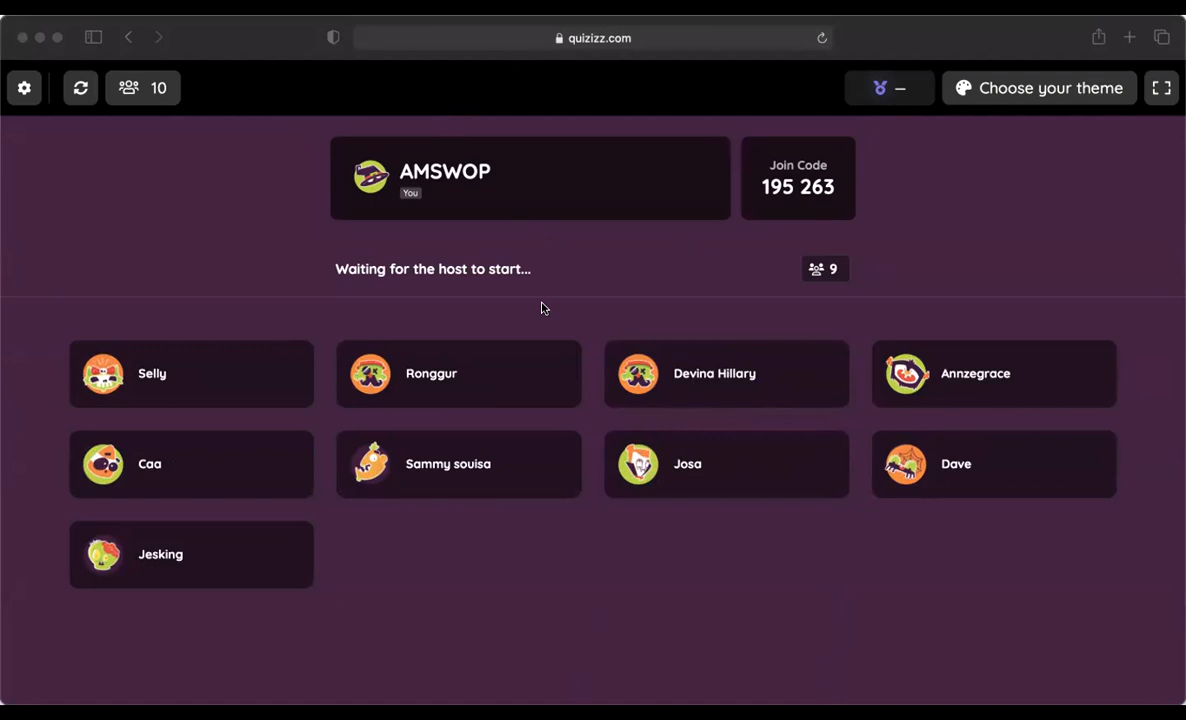 quizizz.com
10
–
Choose your theme
AMSWOP
You
Join Code
195 263
Waiting for the host to start...
9
Selly
Ronggur
Devina Hillary
Annzegrace
Caa
Sammy souisa
Josa
Dave
Jesking